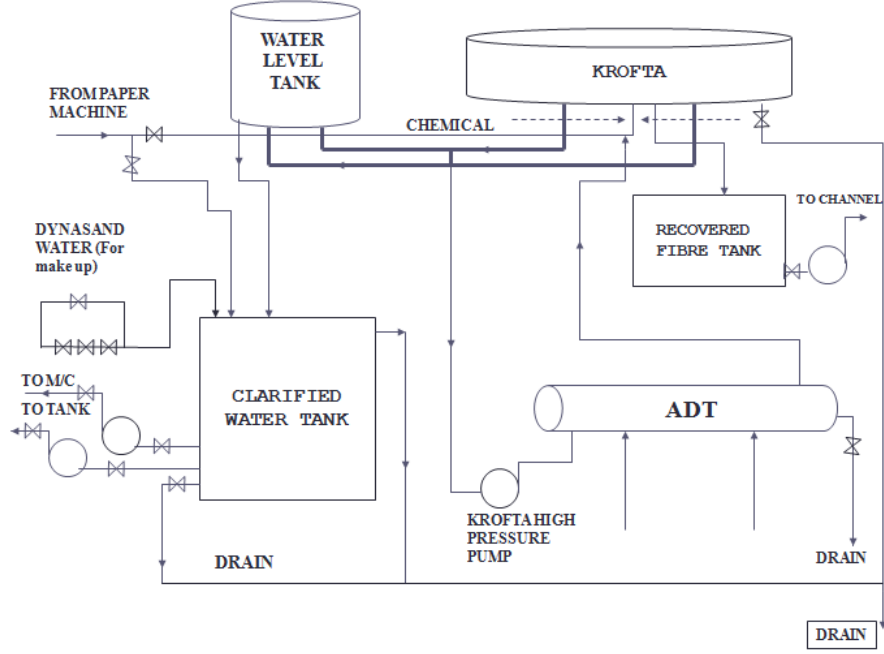 WATER
LEVEL
TANK
KROFTA
FROM PAPER
MACHINE
CHEMICAL
TO CHANNEL
RECOVERED
FIBRE TANK
DYNASAND
WATER (For
make up)
TO M/C
TO TANK
CLARIFIED
WATER TANK
ADT
KROFTA HIGH
PRESSURE
PUMP
DRAIN
DRAIN
DRAIN